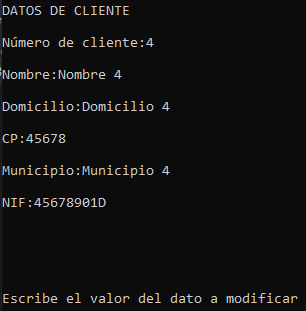 DATOS DE CLIENTE
Número de cliente:4
Nombre:Nombre 4
Domicilio:Domicilio 4
CP:45678
Municipio:Municipio 4
NIF:45678901D
Escribe el valor del dato a modificar